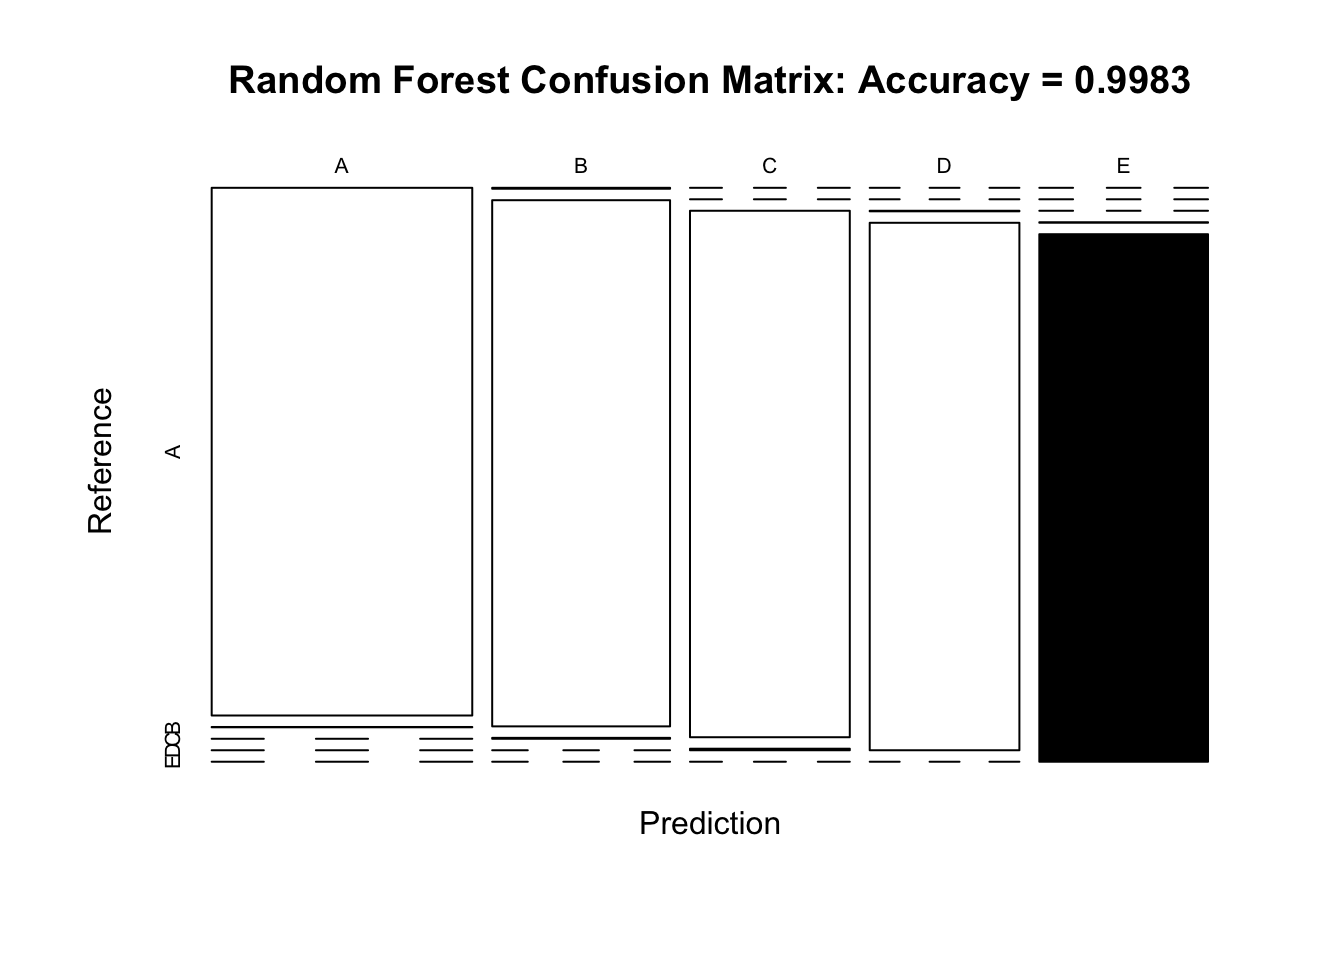 Random Forest Confusion Matrix: Accuracy = 0.9983
A B C D E
Reference
A
EDCB
Prediction